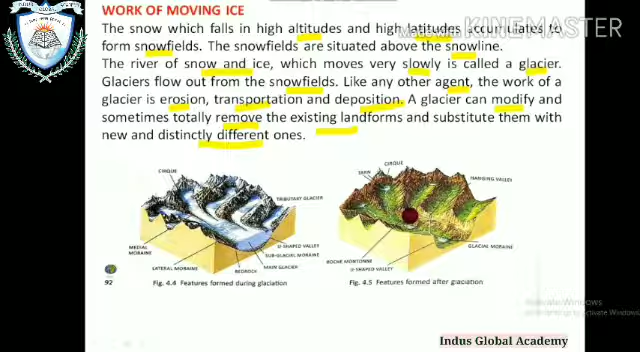 WORK OF MOVING ICE
The snow which falls in high altitudes and high latitudes accumulates to
form snowfields. The snowfields are situated above the snowline.
The river of snow and ice, which moves very slowly is called a glacier.
Glaciers flow out from the snowfields. Like any other agent, the work of
a glacier is erosion, transportation and deposition. A glacier can modify and
sometimes totally remove the existing landforms and substitute them with
new and distinctly different ones.
KINEMASTER
CIRQUE
TRIBUTARY GLACIER
MEDIAL
MORAINE
LATERAL MORAINE
BEDROCK
MAIN GLACIER
SUB-GLACIAL MORAINE
U-SHAPED VALLEY
CIRQUE
TARN
HANGING VALLEY
GLACIAL MORAINE
ROCHE MONTONNE
U-SHAPED VALLEY
92
Fig. 4.4 Features formed during glaciation
Fig. 4.5 Features formed after glaciation
Indus Global Academy